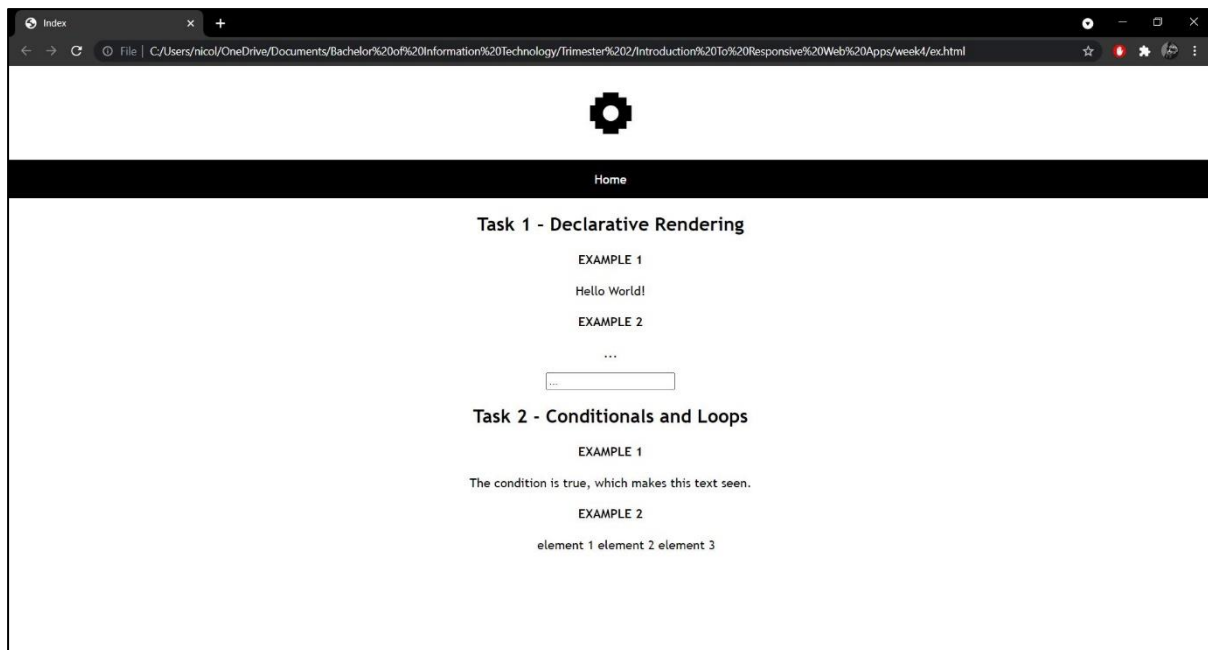 Index
File | C:/Users/nicol/OneDrive/Documents/Bachelor%20of%20Information%20Technology/Trimester%202/Introduction%20To%20Responsive%20Web%20Apps/week4/ex.html
Home
Task 1 - Declarative Rendering
EXAMPLE 1
Hello World!
EXAMPLE 2
...
...
Task 2 - Conditionals and Loops
EXAMPLE 1
The condition is true, which makes this text seen.
EXAMPLE 2
element 1 element 2 element 3